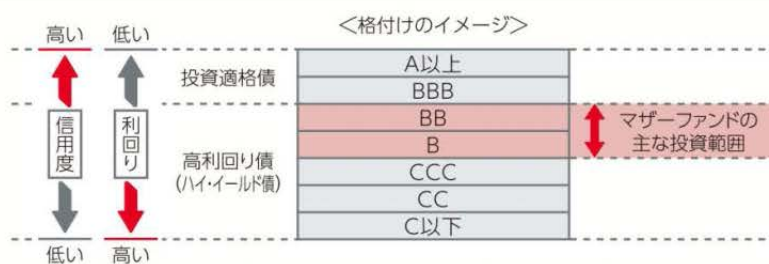 <格付けのイメージ>
高い 低い
投資適格債
A以上
BBB
信用度
利回り
高利回り債
(ハイ・イールド債)
BB
B
CCC
CC
C以下
マザーファンドの
主な投資範囲
低い 高い